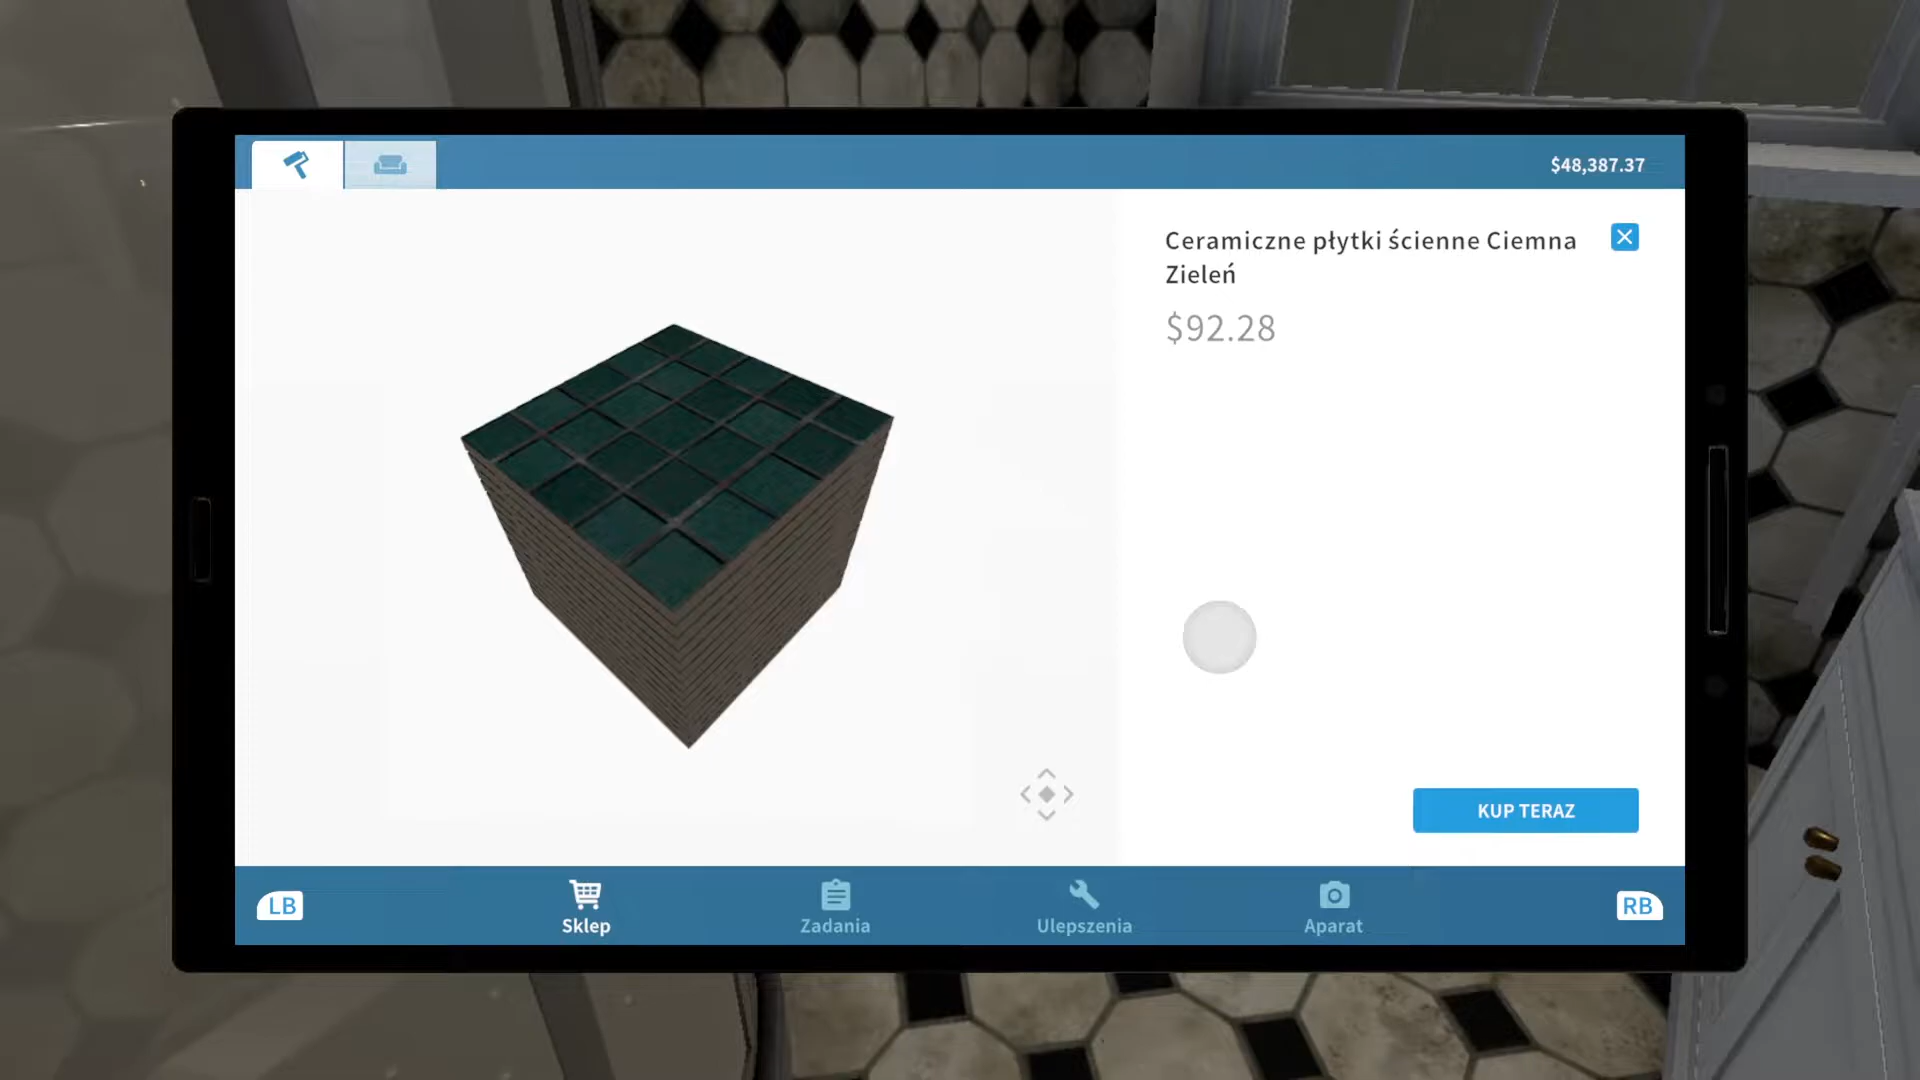 $48,387.37
Ceramiczne płytki ścienne Ciemna
Zieleń
$92.28
KUP TERAZ
LB
Sklep
Zadania
Ulepszenia
Aparat
RB